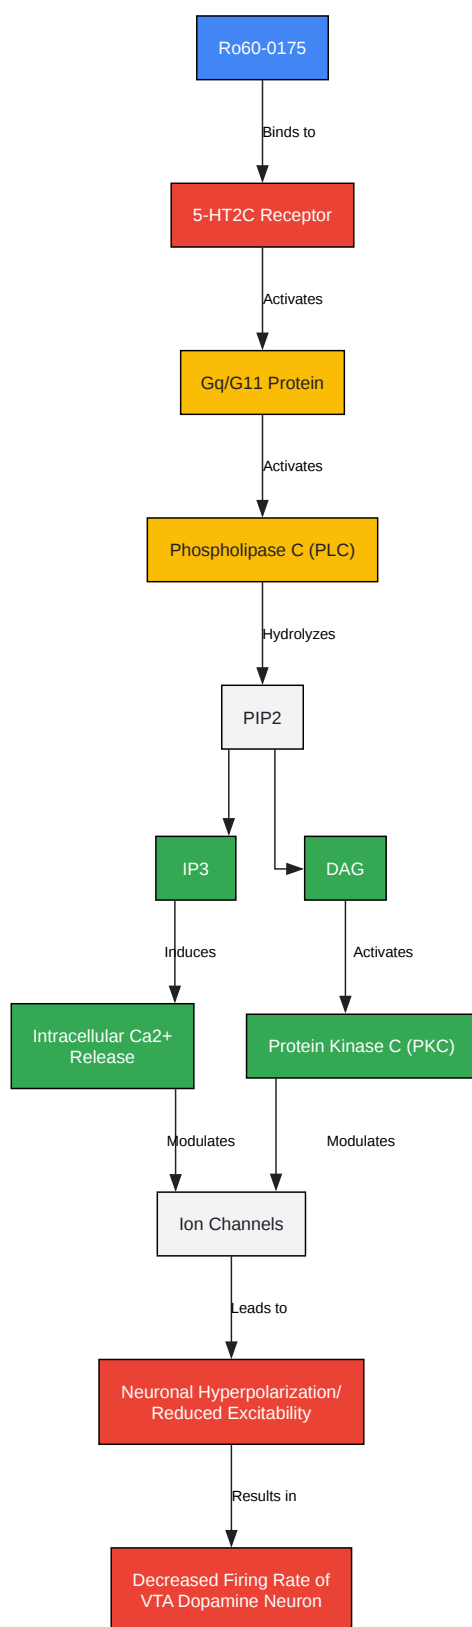 Ro60-0175
Binds to
5-HT2C Receptor
Activates
Gq/G11 Protein
Activates
Phospholipase C (PLC)
Hydrolyzes
PIP2
IP3
DAG
Induces
Activates
Intracellular Ca2+
Release
Protein Kinase C (PKC)
Modulates
Modulates
Ion Channels
Leads to
Neuronal Hyperpolarization/
Reduced Excitability
Results in
Decreased Firing Rate of
VTA Dopamine Neuron